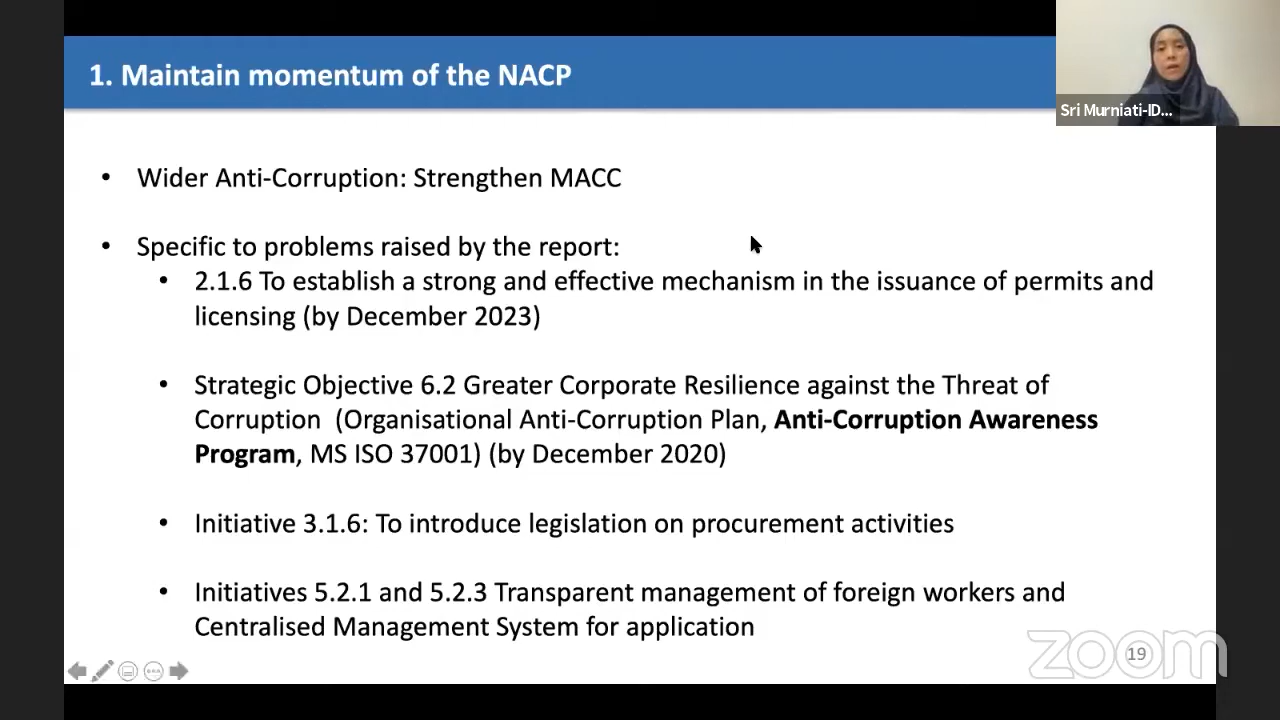 1. Maintain momentum of the NACP
Sri Murniati-ID...
• Wider Anti-Corruption: Strengthen MACC
• Specific to problems raised by the report:
• 2.1.6 To establish a strong and effective mechanism in the issuance of permits and
licensing (by December 2023)
• Strategic Objective 6.2 Greater Corporate Resilience against the Threat of
Corruption (Organisational Anti-Corruption Plan, Anti-Corruption Awareness
Program, MS ISO 37001) (by December 2020)
• Initiative 3.1.6: To introduce legislation on procurement activities
• Initiatives 5.2.1 and 5.2.3 Transparent management of foreign workers and
Centralised Management System for application
zoom
19